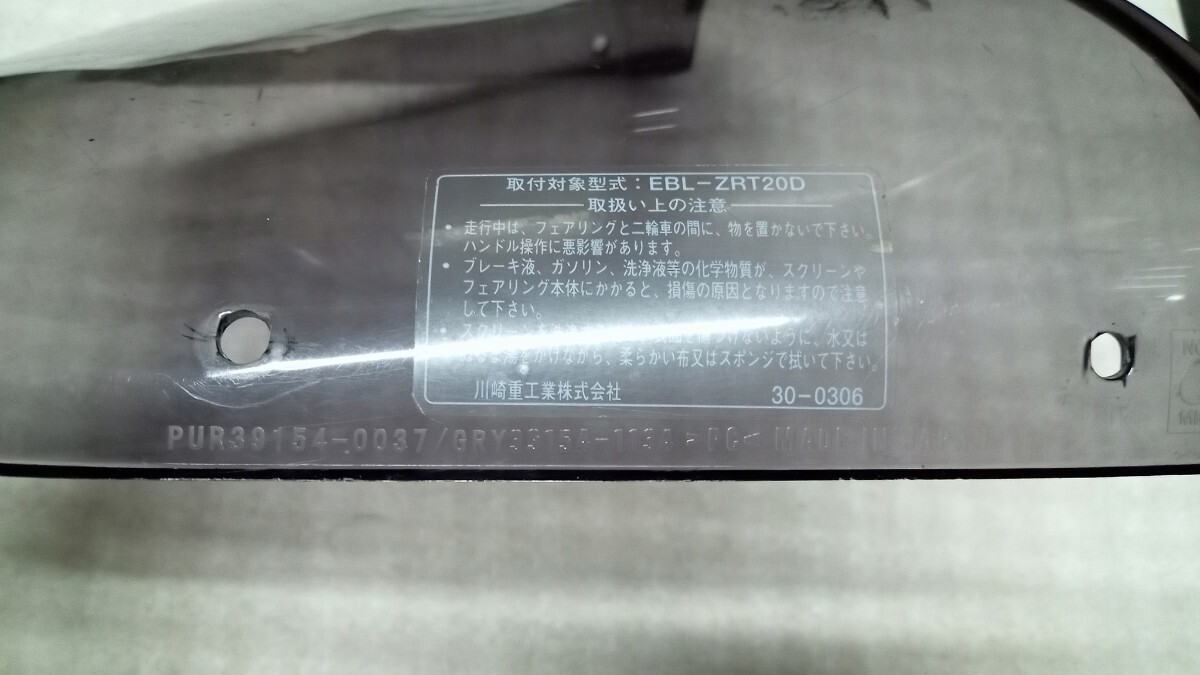 取付対象型式：EBL-ZRT20D
取扱い上の注意
・走行中は、フェアリングと二輪車の間に、物を置かないで下さい。
ハンドル操作に悪影響があります。
・ブレーキ液、ガソリン、洗浄液等の化学物質が、スクリーンや
フェアリング本体にかかると、損傷の原因となりますので注意
して下さい。
・スクリーン ないように、水又は
かけながら、柔らかい布又はスポンジで拭いて下さい。
川崎重工業株式会社
30-0306
PUR39154-0037/GRY MADE IN
NO